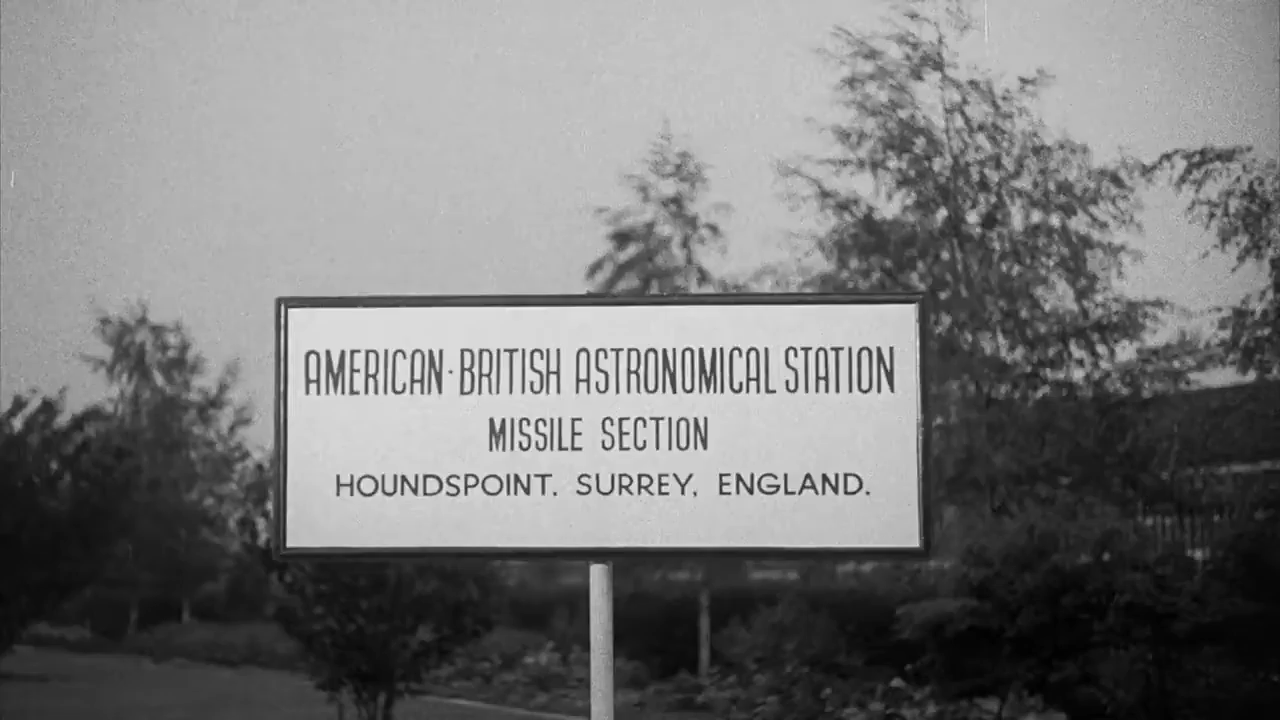 AMERICAN·BRITISH ASTRONOMICAL STATION
MISSILE SECTION
HOUNDSPOINT. SURREY, ENGLAND.